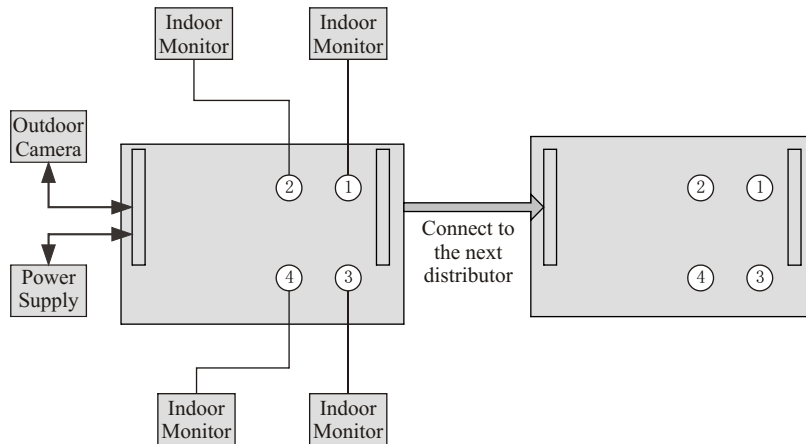 Indoor
Monitor
Indoor
Monitor
Outdoor
Camera
② ①
② ①
Connect to
the next
distributor
Power
Supply
④ ③
④ ③
Indoor
Monitor
Indoor
Monitor